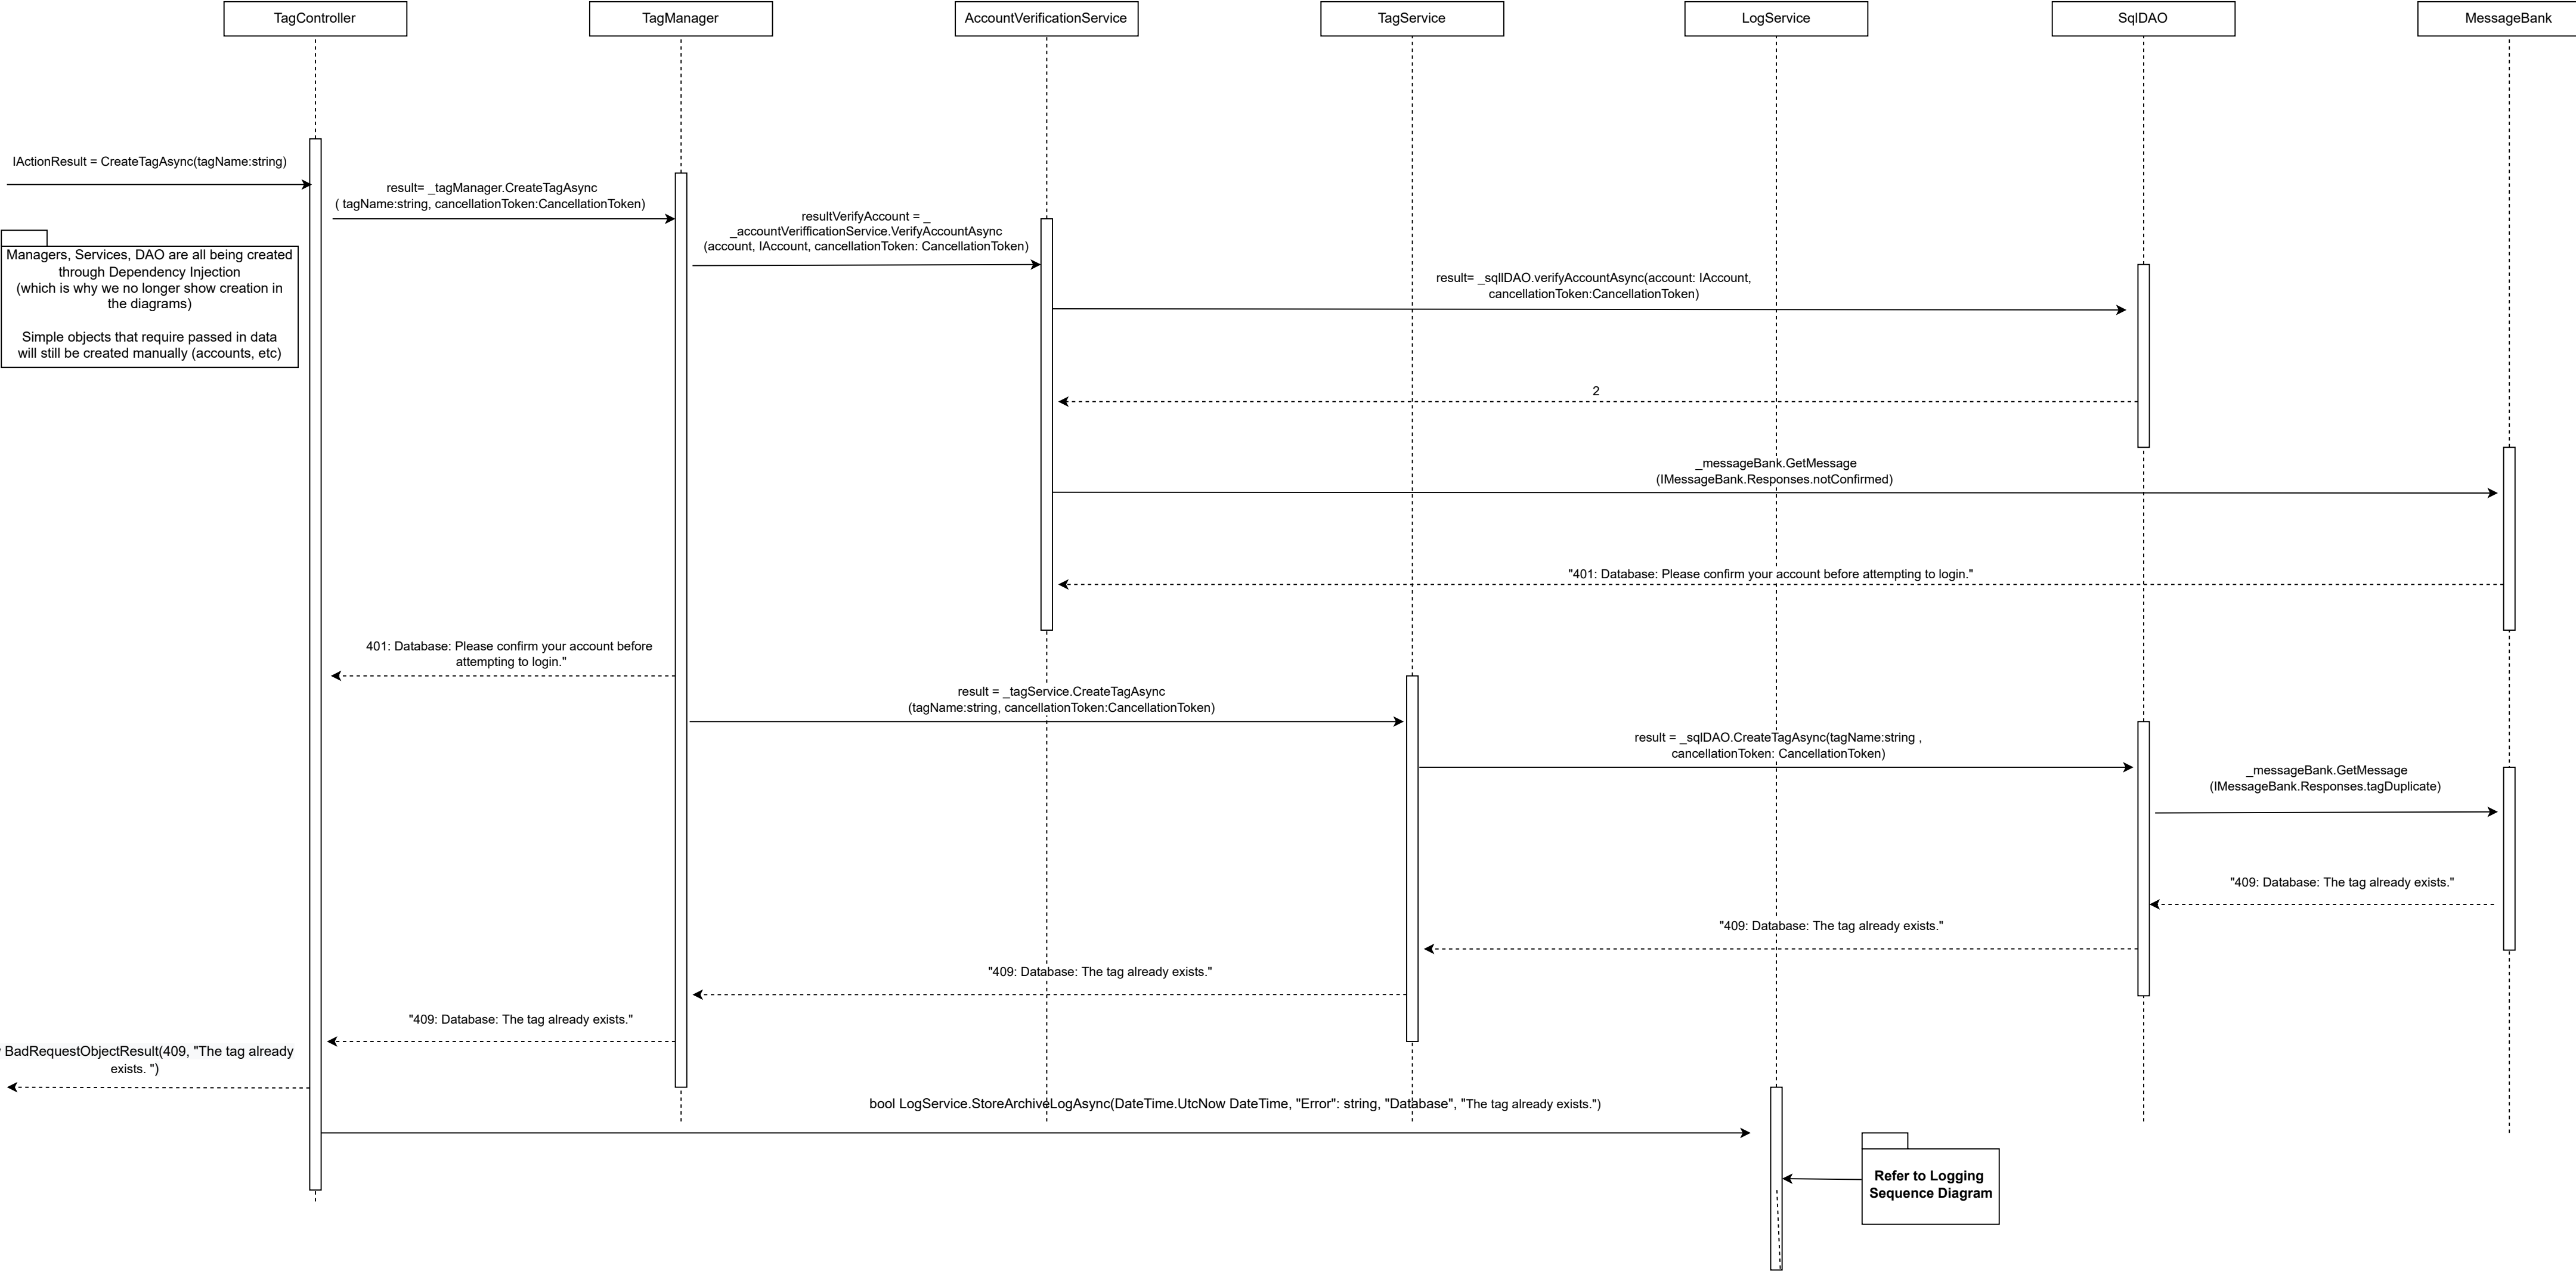 TagController
TagManager
AccountVerificationService
TagService
LogService
SqlDAO
MessageBank
IActionResult = CreateTagAsync(tagName:string)
result= _tagManager.CreateTagAsync
( tagName:string, cancellationToken:CancellationToken)
resultVerifyAccount = _
_accountVeriffficationService.VerifyAccountAsync
(account, IAccount, cancellationToken: CancellationToken)
Managers, Services, DAO are all being created
through Dependency Injection
(which is why we no longer show creation in
the diagrams)
Simple objects that require passed in data
will still be created manually (accounts, etc)
result= _sqllDAO.verifyAccountAsync(account: IAccount,
cancellationToken:CancellationToken)
2
_messageBank.GetMessage
(IMessageBank.Responses.notConfirmed)
"401: Database: Please confirm your account before attempting to login."
401: Database: Please confirm your account before
attempting to login."
result = _tagService.CreateTagAsync
(tagName:string, cancellationToken:CancellationToken)
result = _sqlDAO.CreateTagAsync(tagName:string ,
cancellationToken: CancellationToken)
_messageBank.GetMessage
(IMessageBank.Responses.tagDuplicate)
"409: Database: The tag already exists."
"409: Database: The tag already exists."
"409: Database: The tag already exists."
"409: Database: The tag already exists."
BadRequestObjectResult(409, "The tag already
exists. ")
bool LogService.StoreArchiveLogAsync(DateTime.UtcNow DateTime, "Error": string, "Database", "The tag already exists.")
Refer to Logging
Sequence Diagram